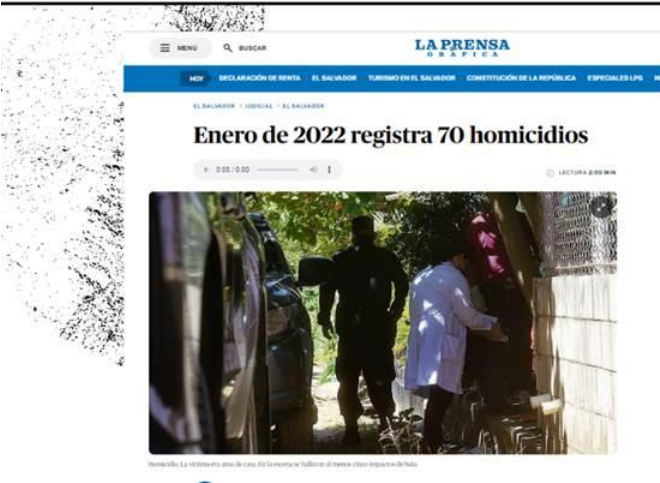 MENÚ
BUSCAR
LA PRENSA
GRÁFICA
HOY DECLARACIÓN DE RENTA EL SALVADOR TURISMO EN EL SALVADOR CONSTITUCIÓN DE LA REPÚBLICA ESPECIALES LPG
EL SALVADOR > JUDICIAL > EL SALVADOR
Enero de 2022 registra 70 homicidios
0:00 / 0:00
LECTURA 2:00 MIN
Homicidio. La víctima era ama de casa. En la escena se hallaron al menos cinco impactos de bala.